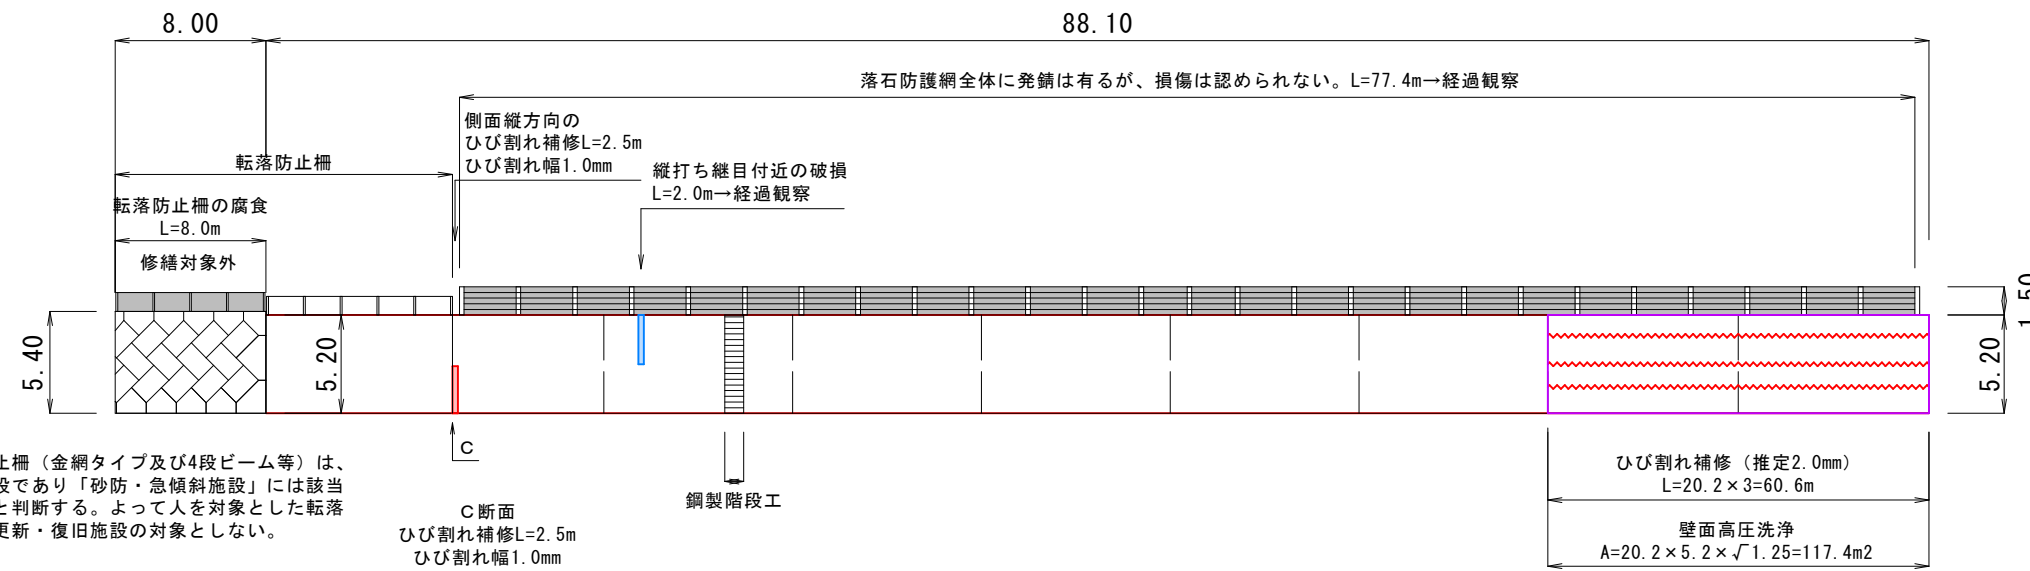 8.00
88.10
落石防護網全体に発錆は有るが、損傷は認められない。L=77.4m→経過観察
側面縦方向の
ひび割れ補修L=2.5m
ひび割れ幅1.0mm
転落防止柵
縦打ち継目付近の破損
L=2.0m→経過観察
転落防止柵の腐食
L=8.0m
修繕対象外
5.40
5.20
1.50
5.20
C
止柵（金網タイプ及び4段ビーム等）は、
設であり「砂防・急傾斜施設」には該当
と判断する。よって人を対象とした転落
更新・復旧施設の対象としない。
C断面
ひび割れ補修L=2.5m
ひび割れ幅1.0mm
鋼製階段工
ひび割れ補修（推定2.0mm）
L=20.2×3=60.6m
壁面高圧洗浄
A=20.2×5.2×√1.25=117.4m2